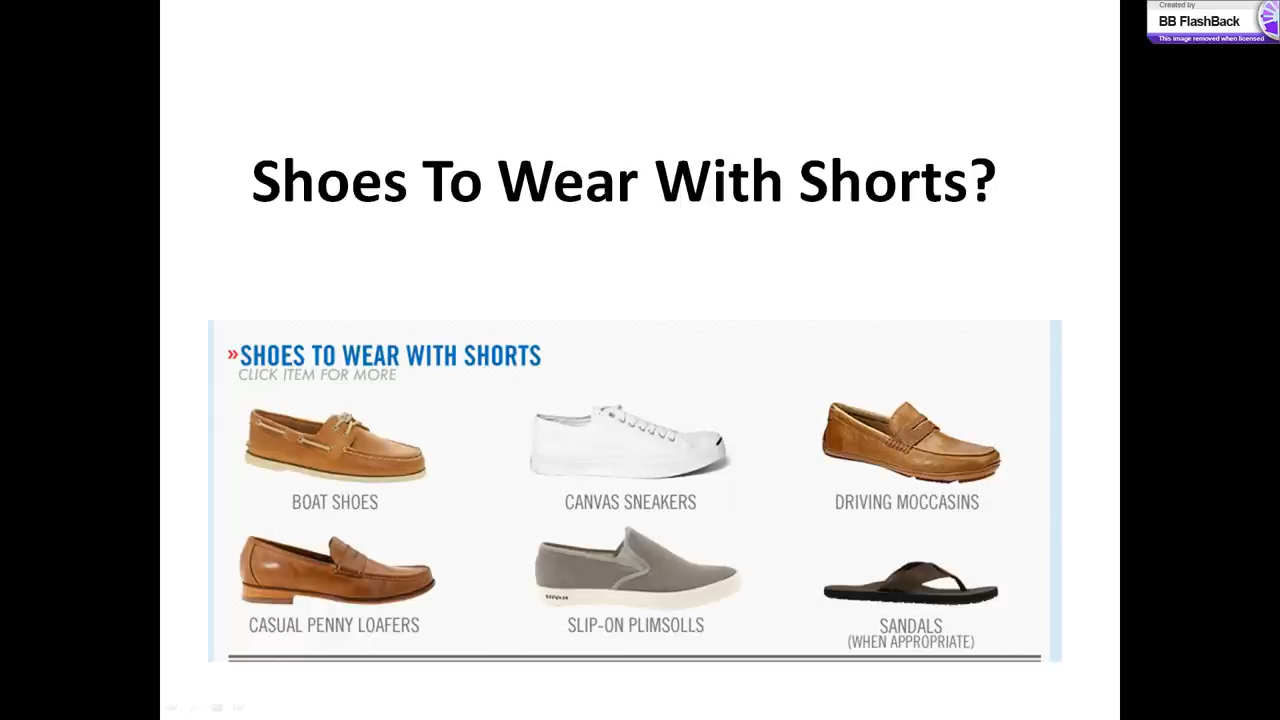 Created by
BB FlashBack
This image removed when licensed
Shoes To Wear With Shorts?
»SHOES TO WEAR WITH SHORTS
CLICK ITEM FOR MORE
BOAT SHOES
CANVAS SNEAKERS
DRIVING MOCCASINS
CASUAL PENNY LOAFERS
SLIP-ON PLIMSOLLS
SANDALS
(WHEN APPROPRIATE)